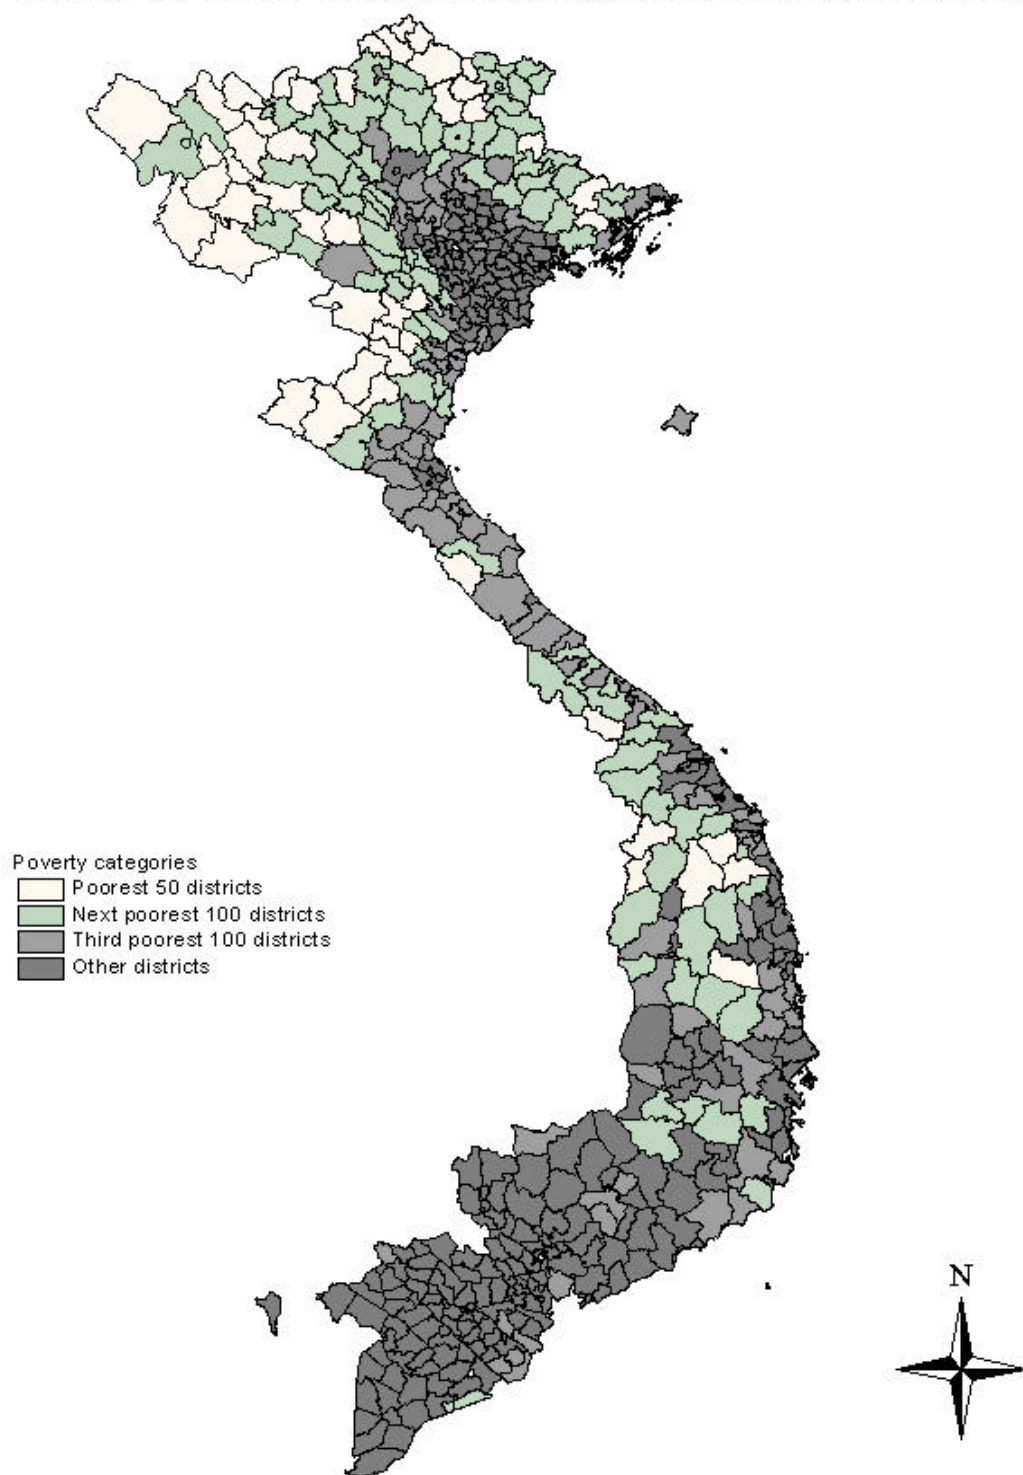 Poverty categories
Poorest 50 districts
Next poorest 100 districts
Third poorest 100 districts
Other districts
N